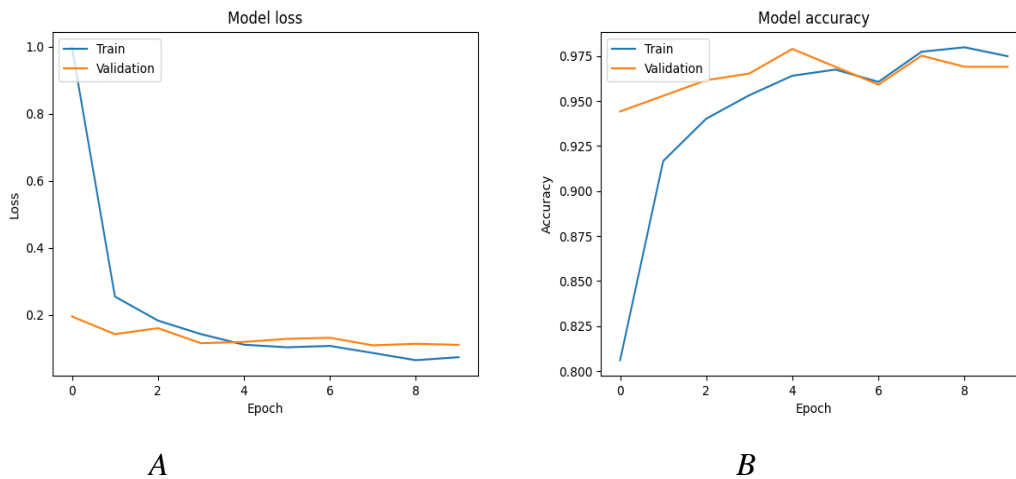 Model loss
Train
Validation
1.0
0.8
0.6
0.4
0.2
Loss
0 2 4 6 8
Epoch
A
Model accuracy
Train
Validation
0.975
0.950
0.925
0.900
0.875
0.850
0.825
0.800
Accuracy
0 2 4 6 8
Epoch
B